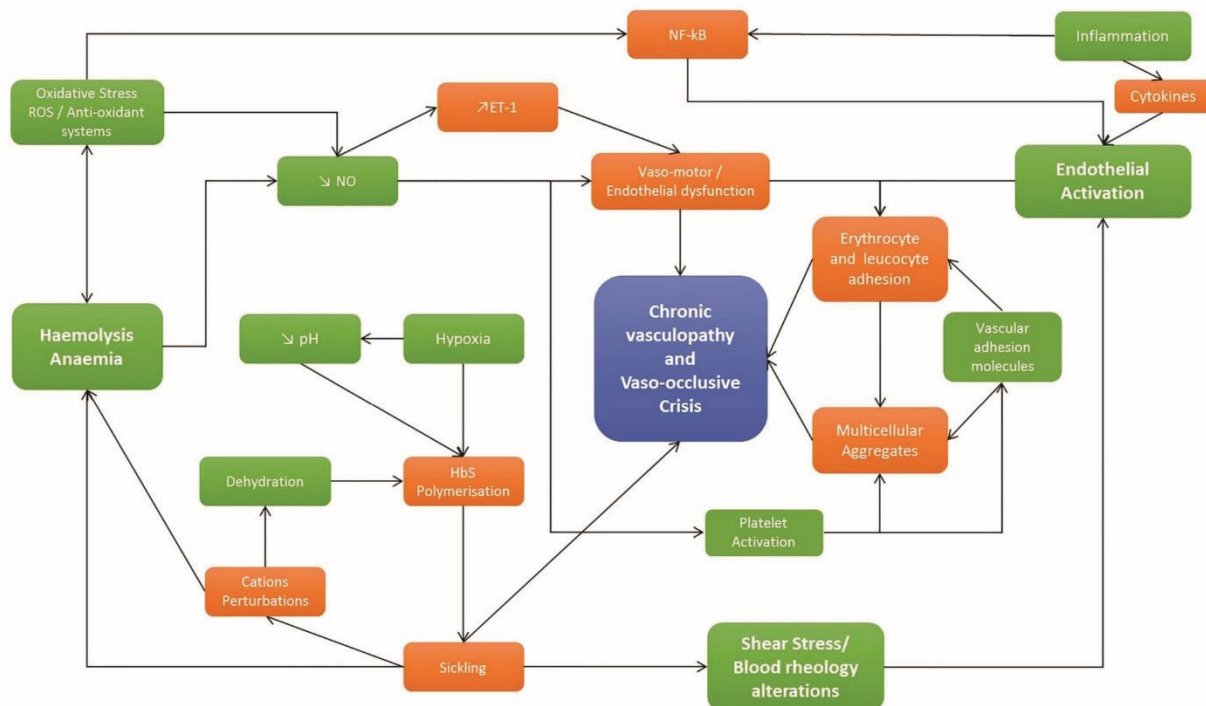 NF-kB
Inflammation
Oxidative Stress
ROS / Anti-oxidant
systems
↗ET-1
Cytokines
↘ NO
Vaso-motor /
Endothelial dysfunction
Endothelial
Activation
Erythrocyte
and leucocyte
adhesion
Haemolysis
Anaemia
↘ pH
Hypoxia
Chronic
vasculopathy
and
Vaso-occlusive
Crisis
Vascular
adhesion
molecules
Multicellular
Aggregates
Dehydration
HbS
Polymerisation
Platelet
Activation
Cations
Perturbations
Sickling
Shear Stress/
Blood rheology
alterations